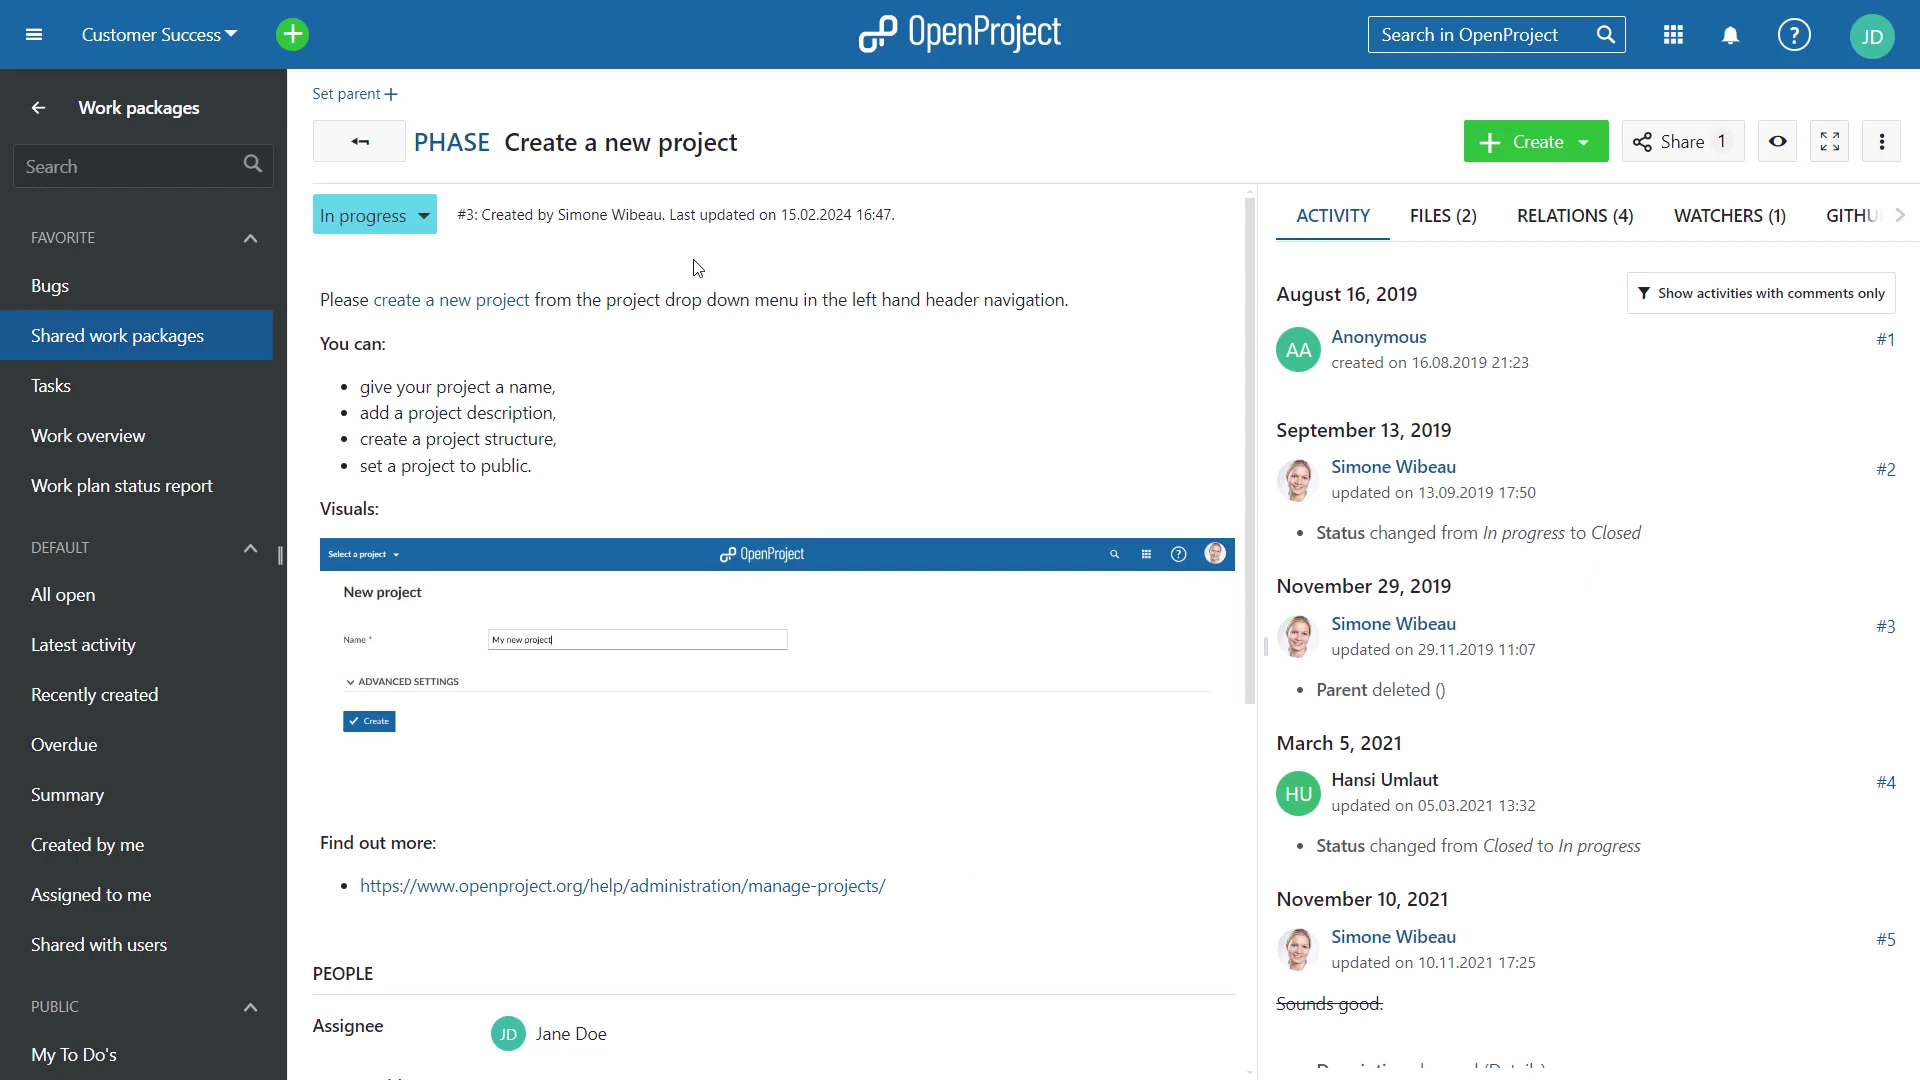 Customer Success
OpenProject
Search in OpenProject
?
JD
Work packages
Search
FAVORITE
Bugs
Shared work packages
Tasks
Work overview
Work plan status report
DEFAULT
All open
Latest activity
Recently created
Overdue
Summary
Created by me
Assigned to me
Shared with users
PUBLIC
My To Do's
Set parent
PHASE Create a new project
Create
Share 1
In progress
#3: Created by Simone Wibeau. Last updated on 15.02.2024 16:47.
Please create a new project from the project drop down menu in the left hand header navigation.
You can:
• give your project a name,
• add a project description,
• create a project structure,
• set a project to public.
Visuals:
Select a project
OpenProject
?
New project
Name *
My new project
ADVANCED SETTINGS
Create
Find out more:
• https://www.openproject.org/help/administration/manage-projects/
PEOPLE
Assignee
JD Jane Doe
ACTIVITY FILES (2) RELATIONS (4) WATCHERS (1) GITHU
August 16, 2019
Show activities with comments only
AA
Anonymous
#1
created on 16.08.2019 21:23
September 13, 2019
Simone Wibeau
#2
updated on 13.09.2019 17:50
• Status changed from In progress to Closed
November 29, 2019
Simone Wibeau
#3
updated on 29.11.2019 11:07
• Parent deleted ()
March 5, 2021
HU
Hansi Umlaut
#4
updated on 05.03.2021 13:32
• Status changed from Closed to In progress
November 10, 2021
Simone Wibeau
#5
updated on 10.11.2021 17:25
Sounds good.